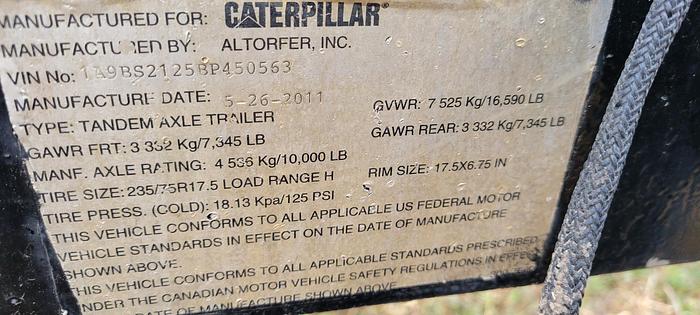 MANUFACTURED FOR: CATERPILLAR®
MANUFACTURED BY: ALTORFER, INC.
VIN No: 1A9BS2125BP450563
MANUFACTURE DATE: 5-26-2011
TYPE: TANDEM AXLE TRAILER GVWR: 7 525 Kg/16,590 LB
GAWR FRT: 3 332 Kg/7,345 LB GAWR REAR: 3 332 Kg/7,345 LB
MANF. AXLE RATING: 4 536 Kg/10,000 LB
TIRE SIZE: 235/75R17.5 LOAD RANGE H RIM SIZE: 17.5X6.75 IN
TIRE PRESS. (COLD): 18.13 Kpa/125 PSI
THIS VEHICLE CONFORMS TO ALL APPLICABLE US FEDERAL MOTOR
VEHICLE STANDARDS IN EFFECT ON THE DATE OF MANUFACTURE
SHOWN ABOVE.
THIS VEHICLE CONFORMS TO ALL APPLICABLE STANDARDS PRESCRIBED
UNDER THE CANADIAN MOTOR VEHICLE SAFETY REGULATIONS IN EFFECT
DATE OF MANUFACTURE SHOWN ABOVE